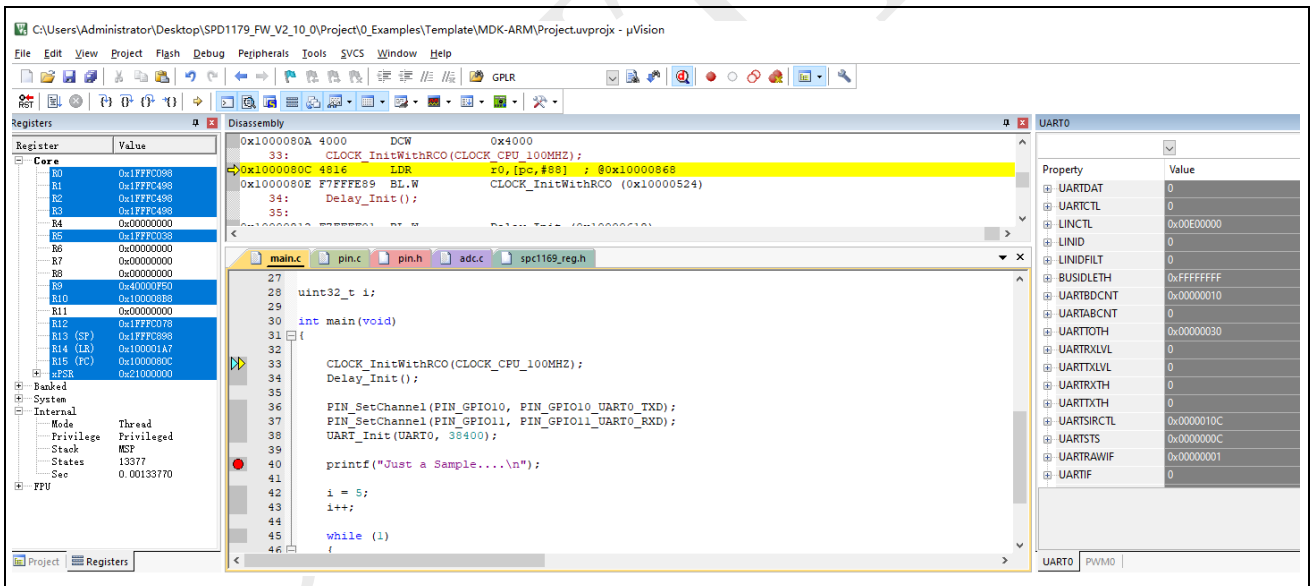 C:\Users\Administrator\Desktop\SPD1179_FW_V2_10_0\Project\0_Examples\Template\MDK-ARM\Project.uvprojx - µVision
File Edit View Project Flash Debug Peripherals Tools SVCS Window Help
GPLR
RST
Registers
Register Value
Core
R0 0x1FFFC098
R1 0x1FFFC498
R2 0x1FFFC498
R3 0x1FFFC498
R4 0x00000000
R5 0x1FFFC038
R6 0x00000000
R7 0x00000000
R8 0x00000000
R9 0x40000F50
R10 0x100008B8
R11 0x00000000
R12 0x1FFFC078
R13 (SP) 0x1FFFC898
R14 (LR) 0x100001A7
R15 (PC) 0x1000080C
xPSR 0x21000000
Banked
System
Internal
Mode Thread
Privilege Privileged
Stack MSP
States 13377
Sec 0.00133770
FPU
Project Registers
Disassembly
0x1000080A 4000 DCW 0x4000
33: CLOCK_InitWithRCO(CLOCK_CPU_100MHZ);
0x1000080C 4816 LDR r0,[pc,#88] ; @0x10000868
0x1000080E F7FFFE89 BL.W CLOCK_InitWithRCO (0x10000524)
34: Delay_Init();
35:
main.c pin.c pin.h adc.c spc1169_reg.h
27
28 uint32_t i;
29
30 int main(void)
31 {
32
33 CLOCK_InitWithRCO(CLOCK_CPU_100MHZ);
34 Delay_Init();
35
36 PIN_SetChannel(PIN_GPIO10, PIN_GPIO10_UART0_TXD);
37 PIN_SetChannel(PIN_GPIO11, PIN_GPIO11_UART0_RXD);
38 UART_Init(UART0, 38400);
39
40 printf("Just a Sample....\n");
41
42 i = 5;
43 i++;
44
45 while (1)
46 {
UART0
Property Value
UARTDAT 0
UARTCTL 0
LINCTL 0x00E00000
LINID 0
LINIDFILT 0
BUSIDLETH 0xFFFFFFFF
UARTBDCNT 0x00000010
UARTABCNT 0
UARTTOTH 0x00000030
UARTRXLVL 0
UARTTXLVL 0
UARTRXTH 0
UARTTXTH 0
UARTSIRCTL 0x0000010C
UARTSTS 0x0000000C
UARTRAWIF 0x00000001
UARTIF 0
UART0 PWM0